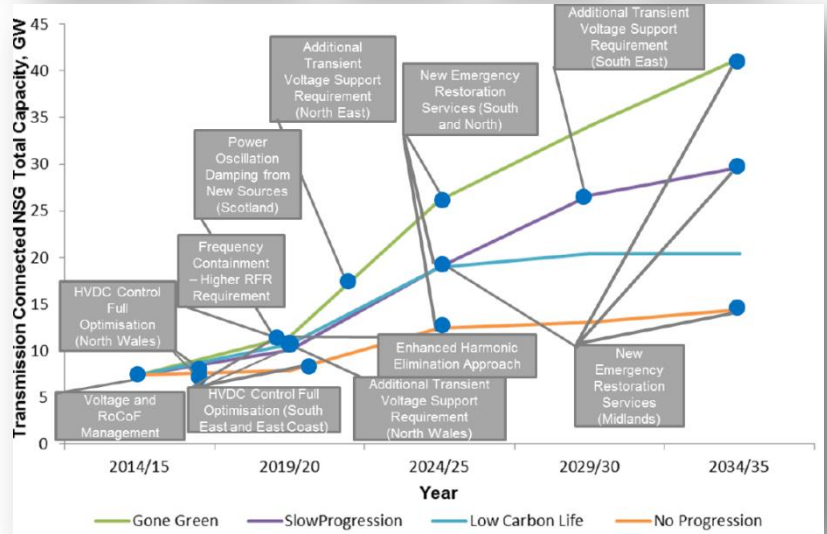 Transmission Connected NSG Total Capacity, GW
45
40
35
30
25
20
15
10
5
0
Additional
Transient
Voltage Support
Requirement
(North East)
New Emergency
Restoration
Services (South
and North)
Additional Transient
Voltage Support
Requirement
(South East)
Power
Oscillation
Damping from
New Sources
(Scotland)
Frequency
Containment
– Higher RFR
Requirement
HVDC Control
Full
Optimisation
(North Wales)
Voltage and
RoCoF
Management
HVDC Control Full
Optimisation (South
East and East Coast)
Enhanced Harmonic
Elimination Approach
Additional Transient
Voltage Support
Requirement
(North Wales)
New
Emergency
Restoration
Services
(Midlands)
2014/15
2019/20
2024/25
2029/30
2034/35
Year
Gone Green
SlowProgression
Low Carbon Life
No Progression